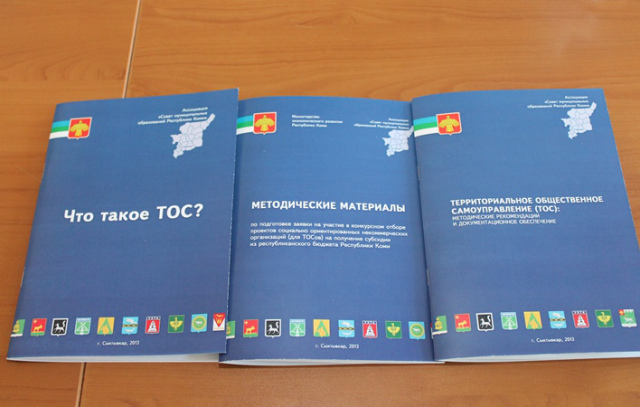 Ассоциация
«Совет муниципальных
образований Республики Коми»
Что такое ТОС?
г. Сыктывкар, 2013
Министерство
экономического развития
Республики Коми
Ассоциация
«Совет муниципальных
образований Республики Коми»
МЕТОДИЧЕСКИЕ МАТЕРИАЛЫ
по подготовке заявки на участие в конкурсном отборе
проектов социально ориентированных некоммерческих
организаций (для ТОСов) на получение субсидии
из республиканского бюджета Республики Коми
УХТА
г. Сыктывкар, 2013
Ассоциация
«Совет муниципальных
образований Республики Коми»
ТЕРРИТОРИАЛЬНОЕ ОБЩЕСТВЕННОЕ
САМОУПРАВЛЕНИЕ (ТОС):
МЕТОДИЧЕСКИЕ РЕКОМЕНДАЦИИ
И ДОКУМЕНТАЦИОННОЕ ОБЕСПЕЧЕНИЕ
г. Сыктывкар, 2013